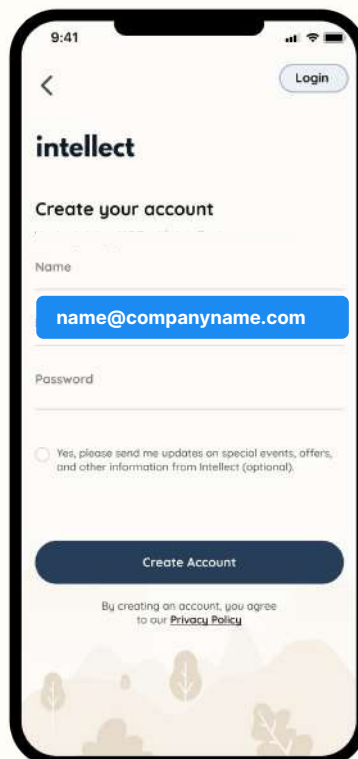 9:41
Login
intellect
Create your account
Name
name@companyname.com
Password
Yes, please send me updates on special events, offers,
and other information from Intellect (optional).
Create Account
By creating an account, you agree
to our Privacy Policy